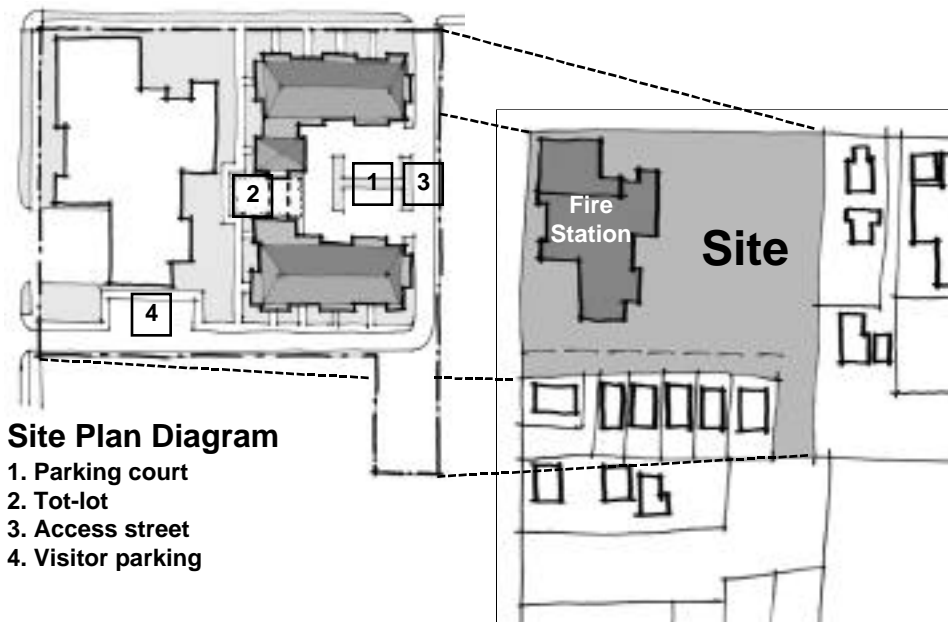 2
1
3
4
Fire
Station
Site
Site Plan Diagram
1. Parking court
2. Tot-lot
3. Access street
4. Visitor parking